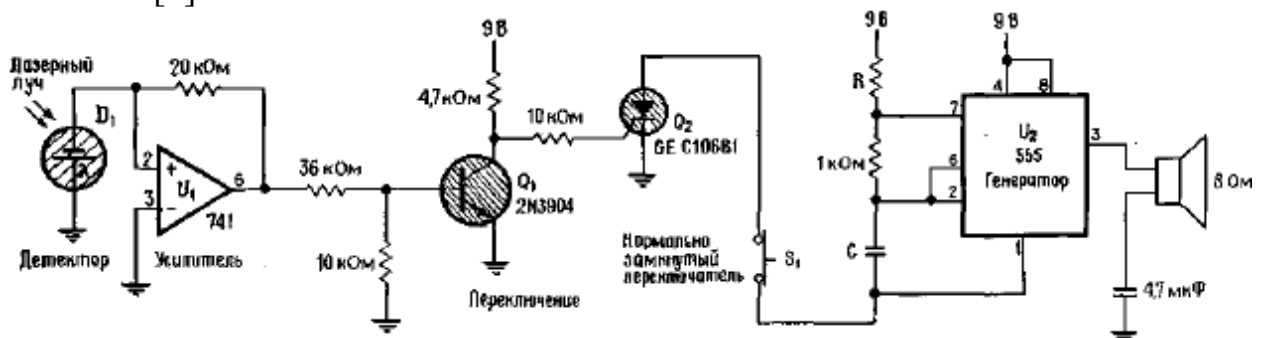 Лазерный
луч
D1
20 кОм
2
+
3
-
U1
741
6
Детектор
Усилитель
36 кОм
10 кОм
9В
4,7 кОм
Q1
2N3904
10 кОм
Q2
GE C106B1
Переключение
Нормально
замкнутый
переключатель
S1
9В
R
1 кОм
C
9В
4
8
7
6
2
U2
555
Генератор
3
1
8 Ом
4,7 мкФ